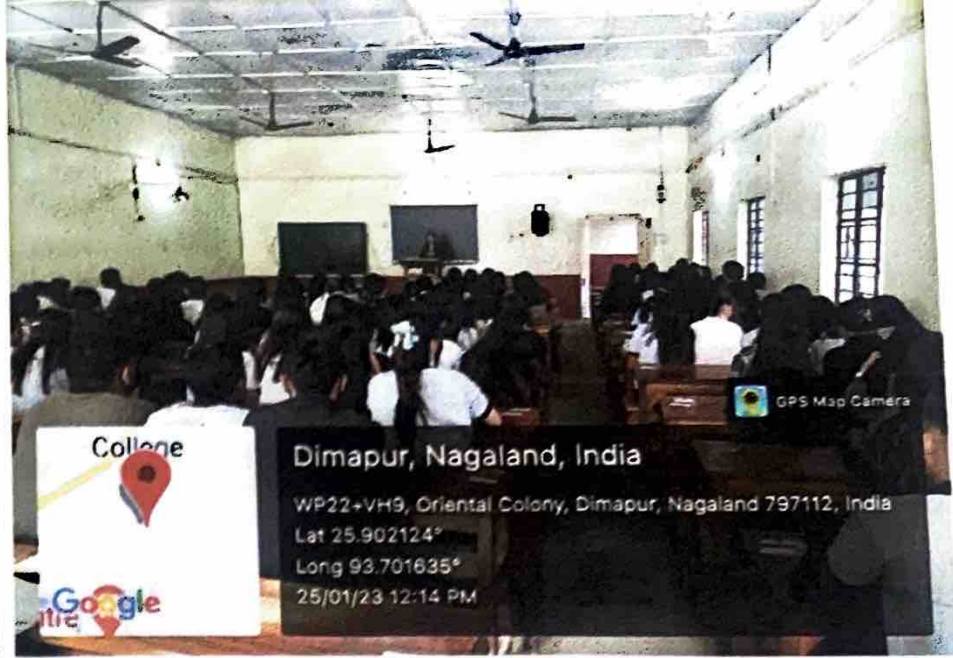 GPS Map Camera
College
Dimapur, Nagaland, India
WP22+VH9, Oriental Colony, Dimapur, Nagaland 797112, India
Lat 25.902124°
Long 93.701635°
25/01/23 12:14 PM
Google